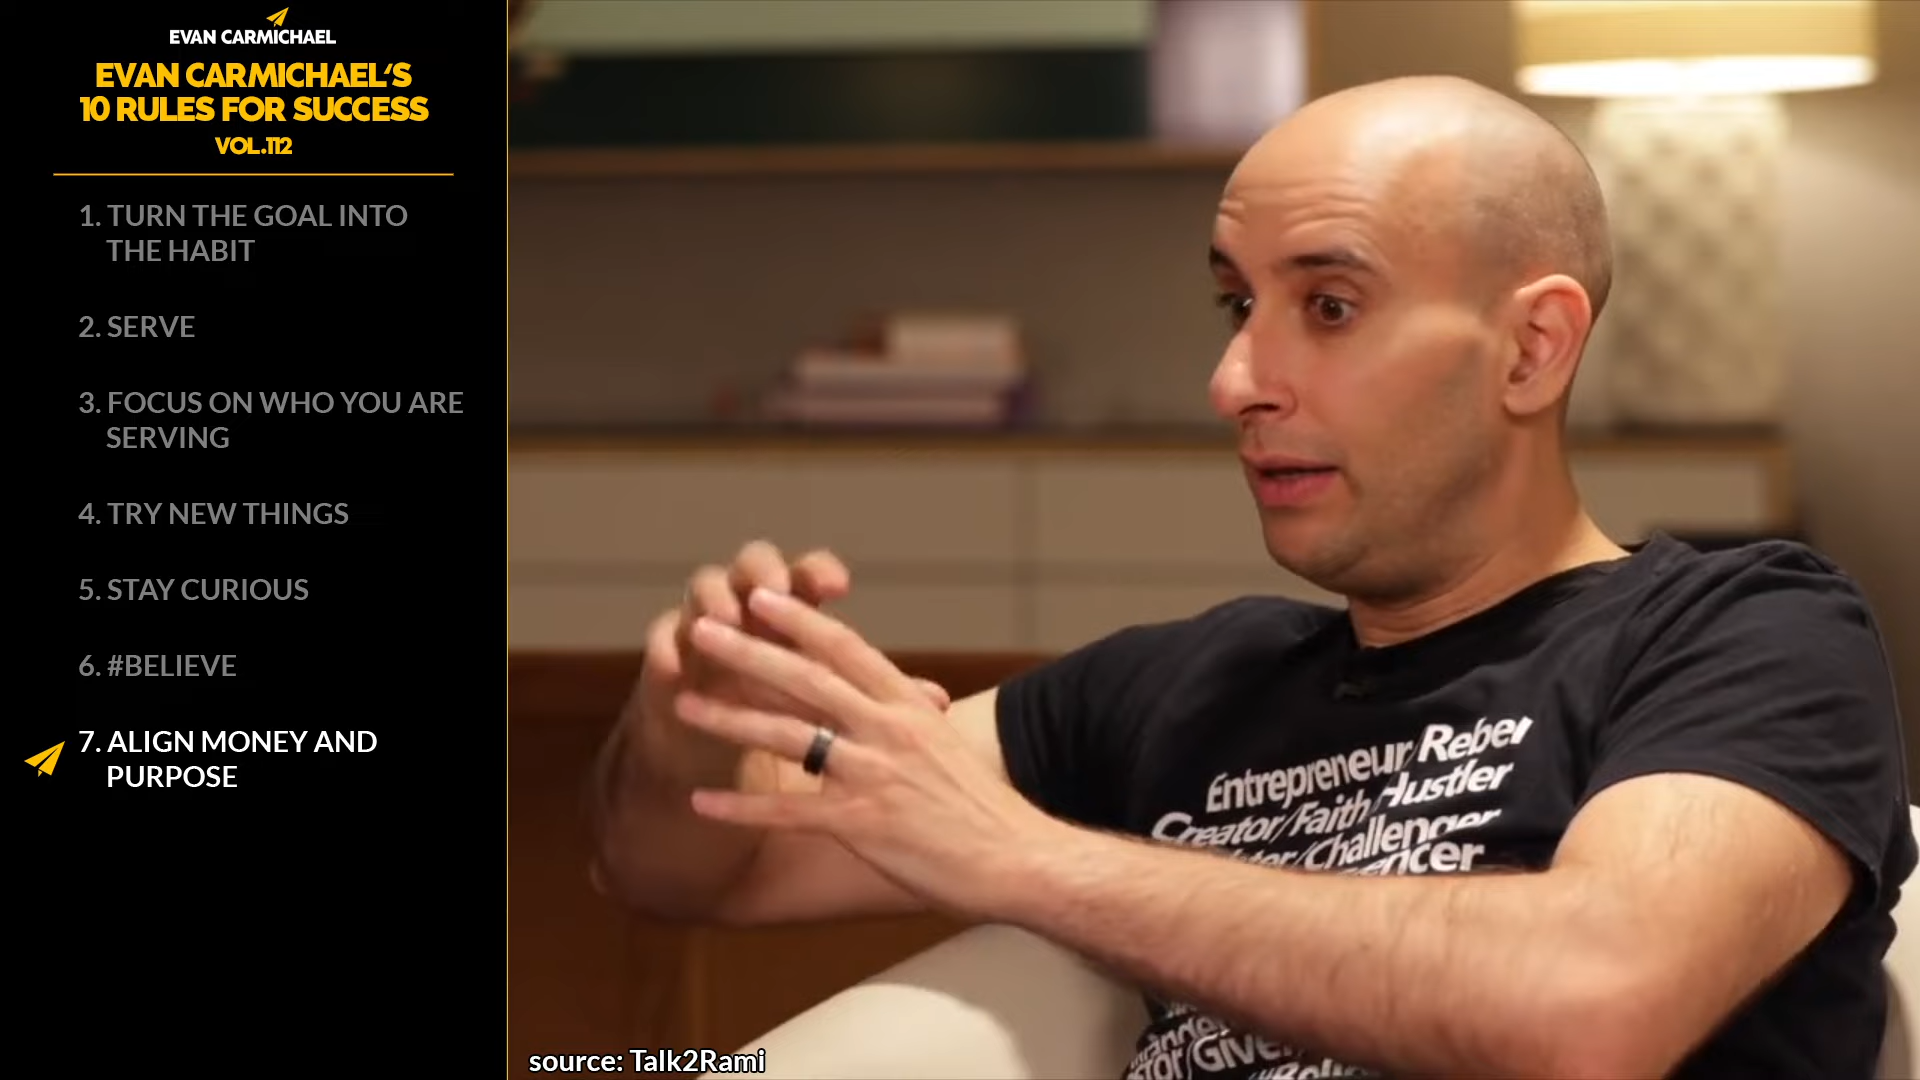 EVAN CARMICHAEL
EVAN CARMICHAEL'S
10 RULES FOR SUCCESS
VOL.112
1. TURN THE GOAL INTO
THE HABIT
2. SERVE
3. FOCUS ON WHO YOU ARE
SERVING
4. TRY NEW THINGS
5. STAY CURIOUS
6. #BELIEVE
7. ALIGN MONEY AND
PURPOSE
Entrepreneur/Rebel
Creator/Faith/Hustler
/Challenger
source: Talk2Rami